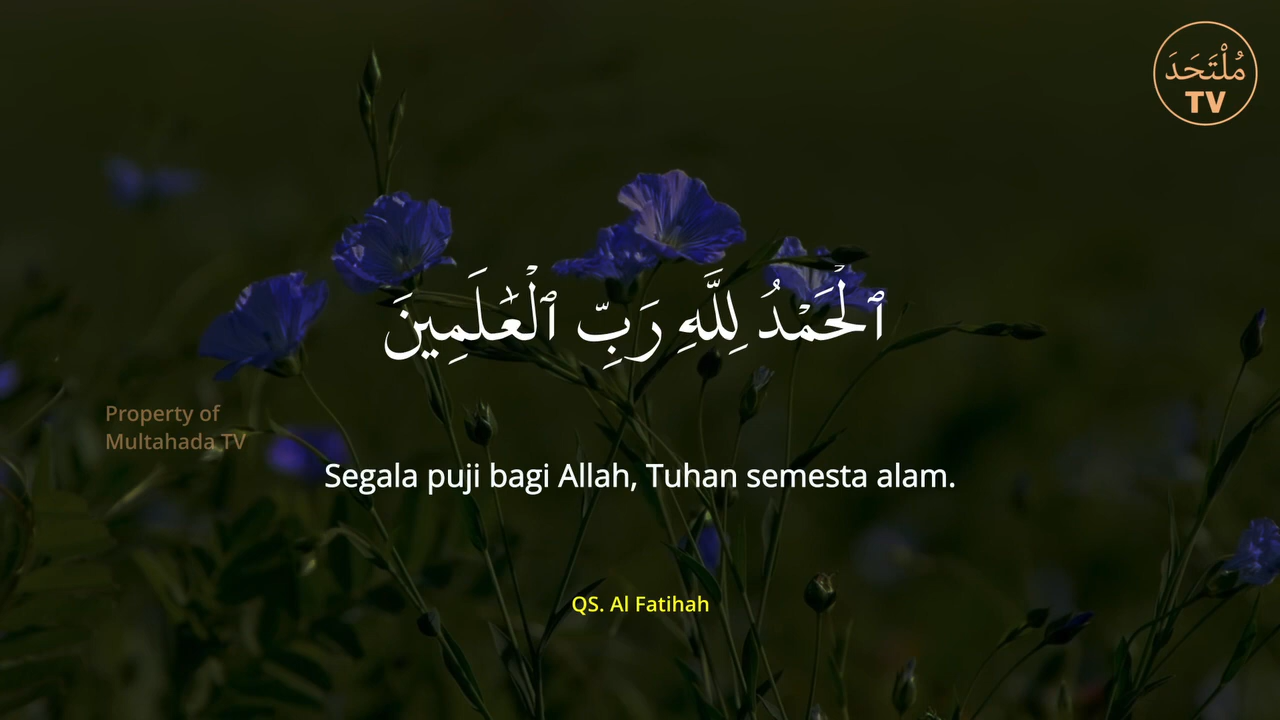 مُلْتَحَدَ
TV
ٱلْحَمْدُ لِلَّهِ رَبِّ ٱلْعَٰلَمِينَ
Property of
Multahada TV
Segala puji bagi Allah, Tuhan semesta alam.
QS. Al Fatihah